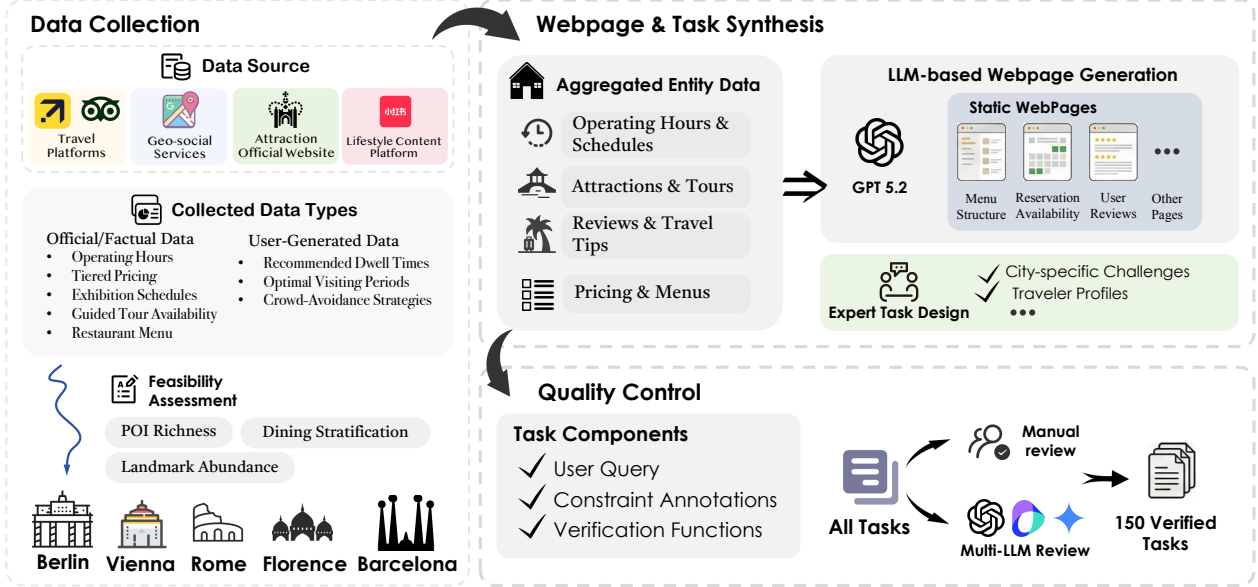 Data Collection
Data Source
Travel
Platforms
Geo-social
Services
Attraction
Official Website
小红书
Lifestyle Content
Platform
Collected Data Types
Official/Factual Data
• Operating Hours
• Tiered Pricing
• Exhibition Schedules
• Guided Tour Availability
• Restaurant Menu
User-Generated Data
• Recommended Dwell Times
• Optimal Visiting Periods
• Crowd-Avoidance Strategies
Feasibility
Assessment
POI Richness
Dining Stratification
Landmark Abundance
Berlin
Vienna
Rome
Florence
Barcelona
Webpage & Task Synthesis
Aggregated Entity Data
Operating Hours &
Schedules
Attractions & Tours
Reviews & Travel
Tips
Pricing & Menus
LLM-based Webpage Generation
GPT 5.2
Static WebPages
Menu
Structure
Reservation
Availability
User
Reviews
Other
Pages
Expert Task Design
City-specific Challenges
Traveler Profiles
Quality Control
Task Components
User Query
Constraint Annotations
Verification Functions
All Tasks
Manual
review
Multi-LLM Review
150 Verified
Tasks